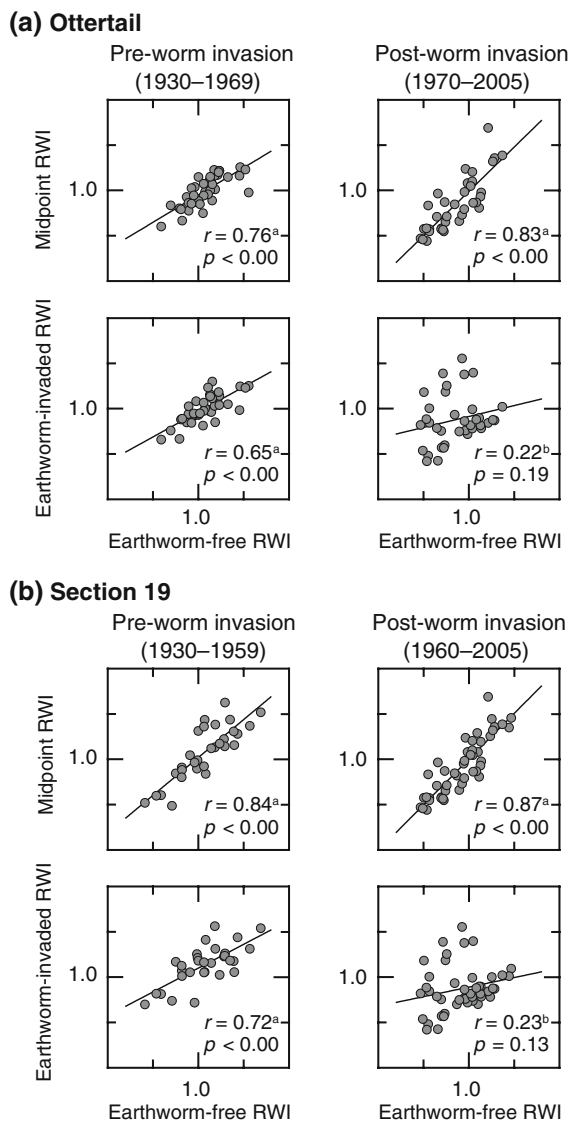 (a) Ottertail
Pre-worm invasion
(1930–1969)
Post-worm invasion
(1970–2005)
Midpoint RWI
1.0
r = 0.76ᵃ
p < 0.00
1.0
r = 0.83ᵃ
p < 0.00
Earthworm-invaded RWI
1.0
r = 0.65ᵃ
p < 0.00
1.0
Earthworm-free RWI
1.0
r = 0.22ᵇ
p = 0.19
1.0
Earthworm-free RWI
(b) Section 19
Pre-worm invasion
(1930–1959)
Post-worm invasion
(1960–2005)
Midpoint RWI
1.0
r = 0.84ᵃ
p < 0.00
1.0
r = 0.87ᵃ
p < 0.00
Earthworm-invaded RWI
1.0
r = 0.72ᵃ
p < 0.00
1.0
Earthworm-free RWI
1.0
r = 0.23ᵇ
p = 0.13
1.0
Earthworm-free RWI